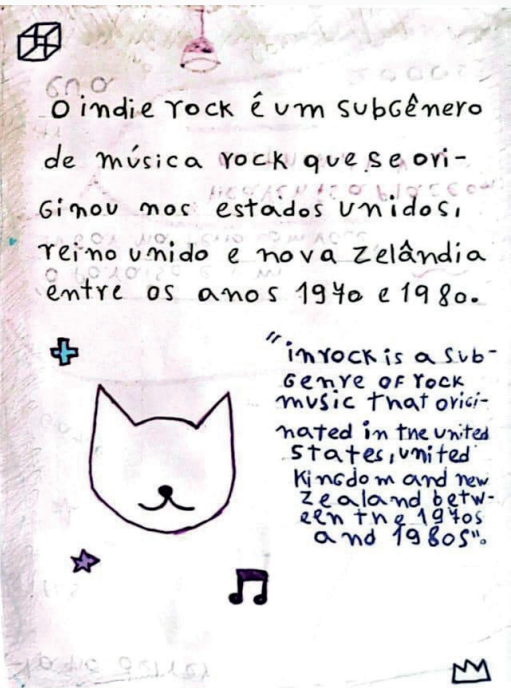 O indie rock é um subgênero
de música rock que se ori-
ginou nos estados unidos,
reino unido e nova zelândia
entre os anos 1970 e 1980.
"inrock is a sub-
genre of rock
music that origi-
nated in the united
states, united
kingdom and new
zealand betw-
een the 1970s
and 1980s".